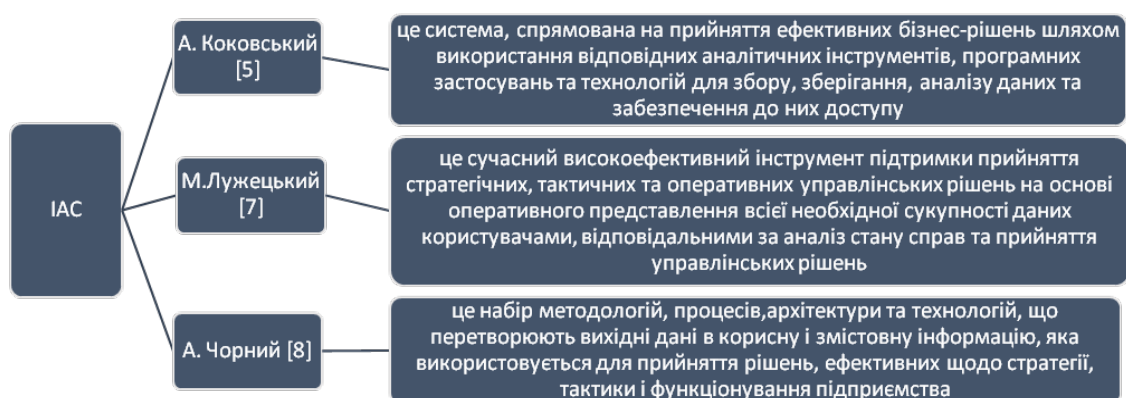 ІАС
А. Коковський
[5]
це система, спрямована на прийняття ефективних бізнес-рішень шляхом
використання відповідних аналітичних інструментів, програмних
застосувань та технологій для збору, зберігання, аналізу даних та
забезпечення до них доступу
М.Лужецький
[7]
це сучасний високоефективний інструмент підтримки прийняття
стратегічних, тактичних та оперативних управлінських рішень на основі
оперативного представлення всієї необхідної сукупності даних
користувачами, відповідальними за аналіз стану справ та прийняття
управлінських рішень
А. Чорний [8]
це набір методологій, процесів,архітектури та технологій, що
перетворюють вихідні дані в корисну і змістовну інформацію, яка
використовується для прийняття рішень, ефективних щодо стратегії,
тактики і функціонування підприємства